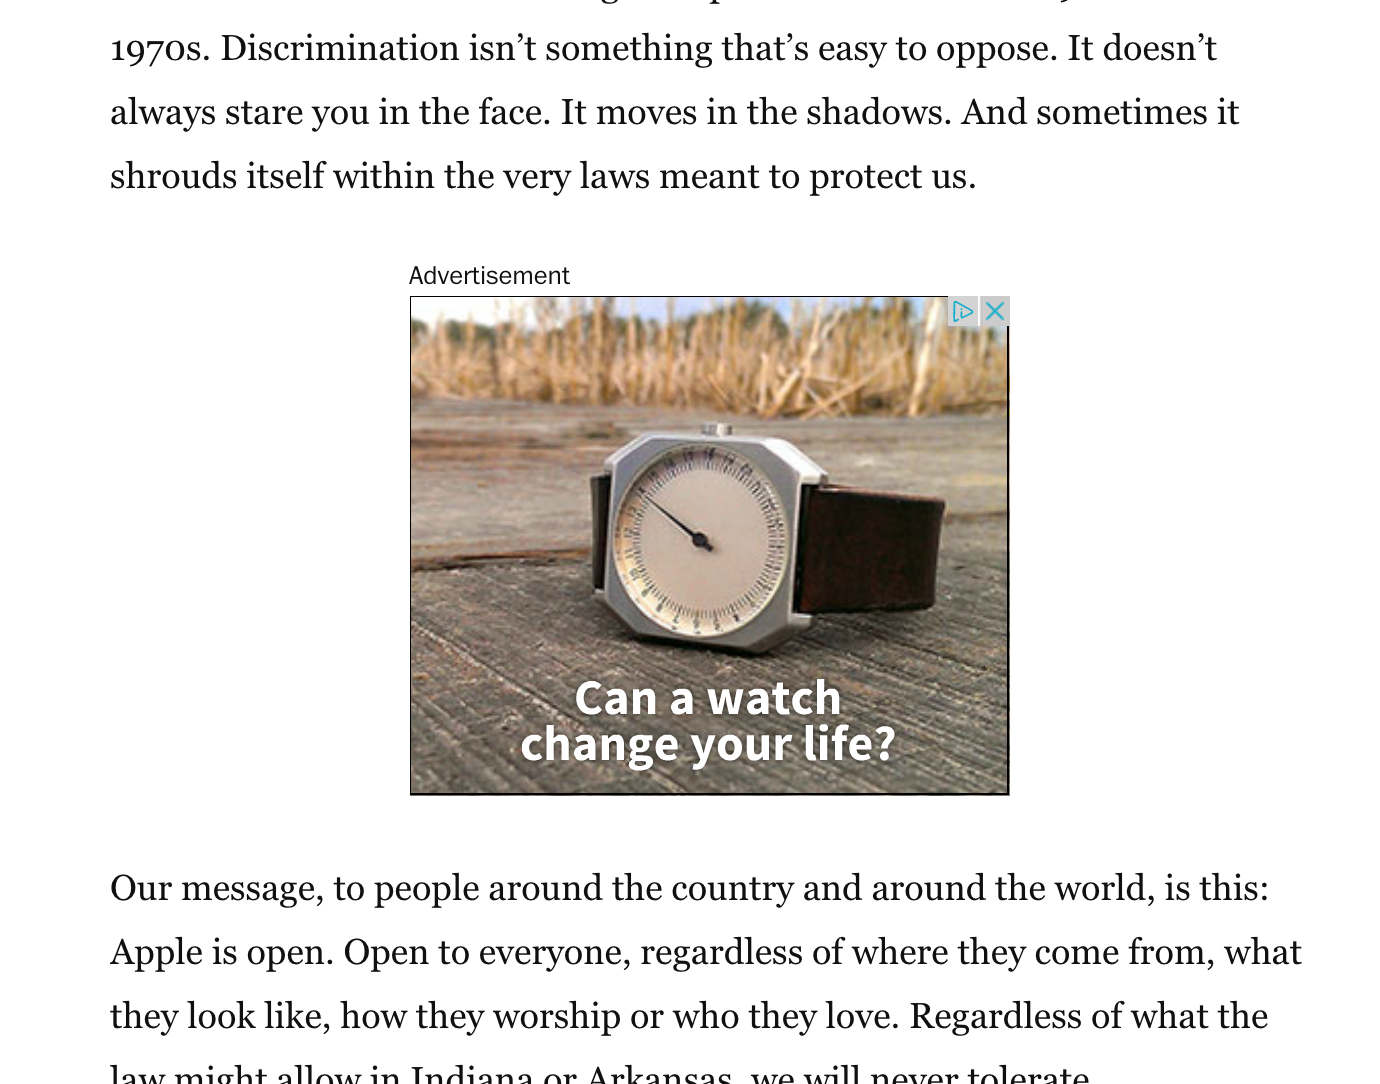 1970s. Discrimination isn’t something that’s easy to oppose. It doesn’t
always stare you in the face. It moves in the shadows. And sometimes it
shrouds itself within the very laws meant to protect us.
Advertisement
Can a watch
change your life?
Our message, to people around the country and around the world, is this:
Apple is open. Open to everyone, regardless of where they come from, what
they look like, how they worship or who they love. Regardless of what the
law might allow in Indiana or Arkansas, we will never tolerate